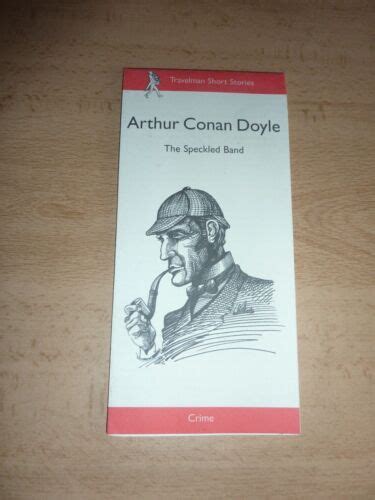 Travelman Short Stories
Arthur Conan Doyle
The Speckled Band
Crime